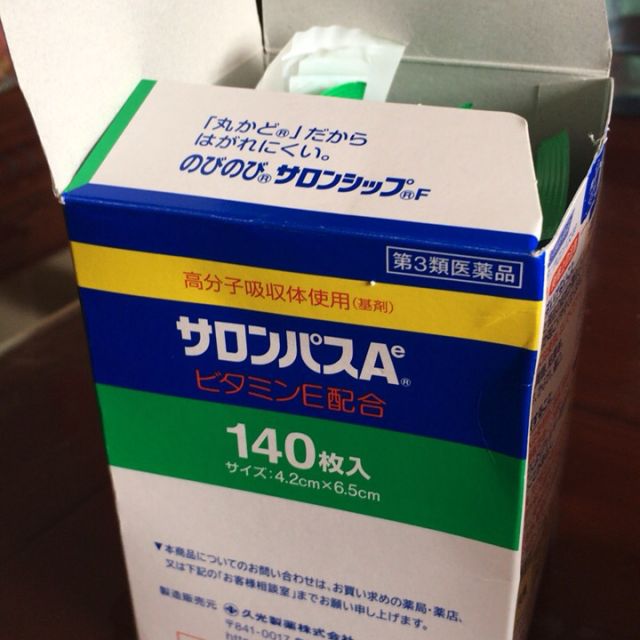 「丸かど®」だから
はがれにくい。
のびのび®サロンシップ®F
第3類医薬品
高分子吸収体使用(基剤)
サロンパスAe®
ビタミンE配合
140枚入
サイズ:4.2cm×6.5cm
▼本商品についてのお問い合わせは、お買い求めの薬局・薬店、
又は下記の「お客様相談室」までお願い申し上げます。
製造販売元 久光製薬株式会社
〒841-0017
http